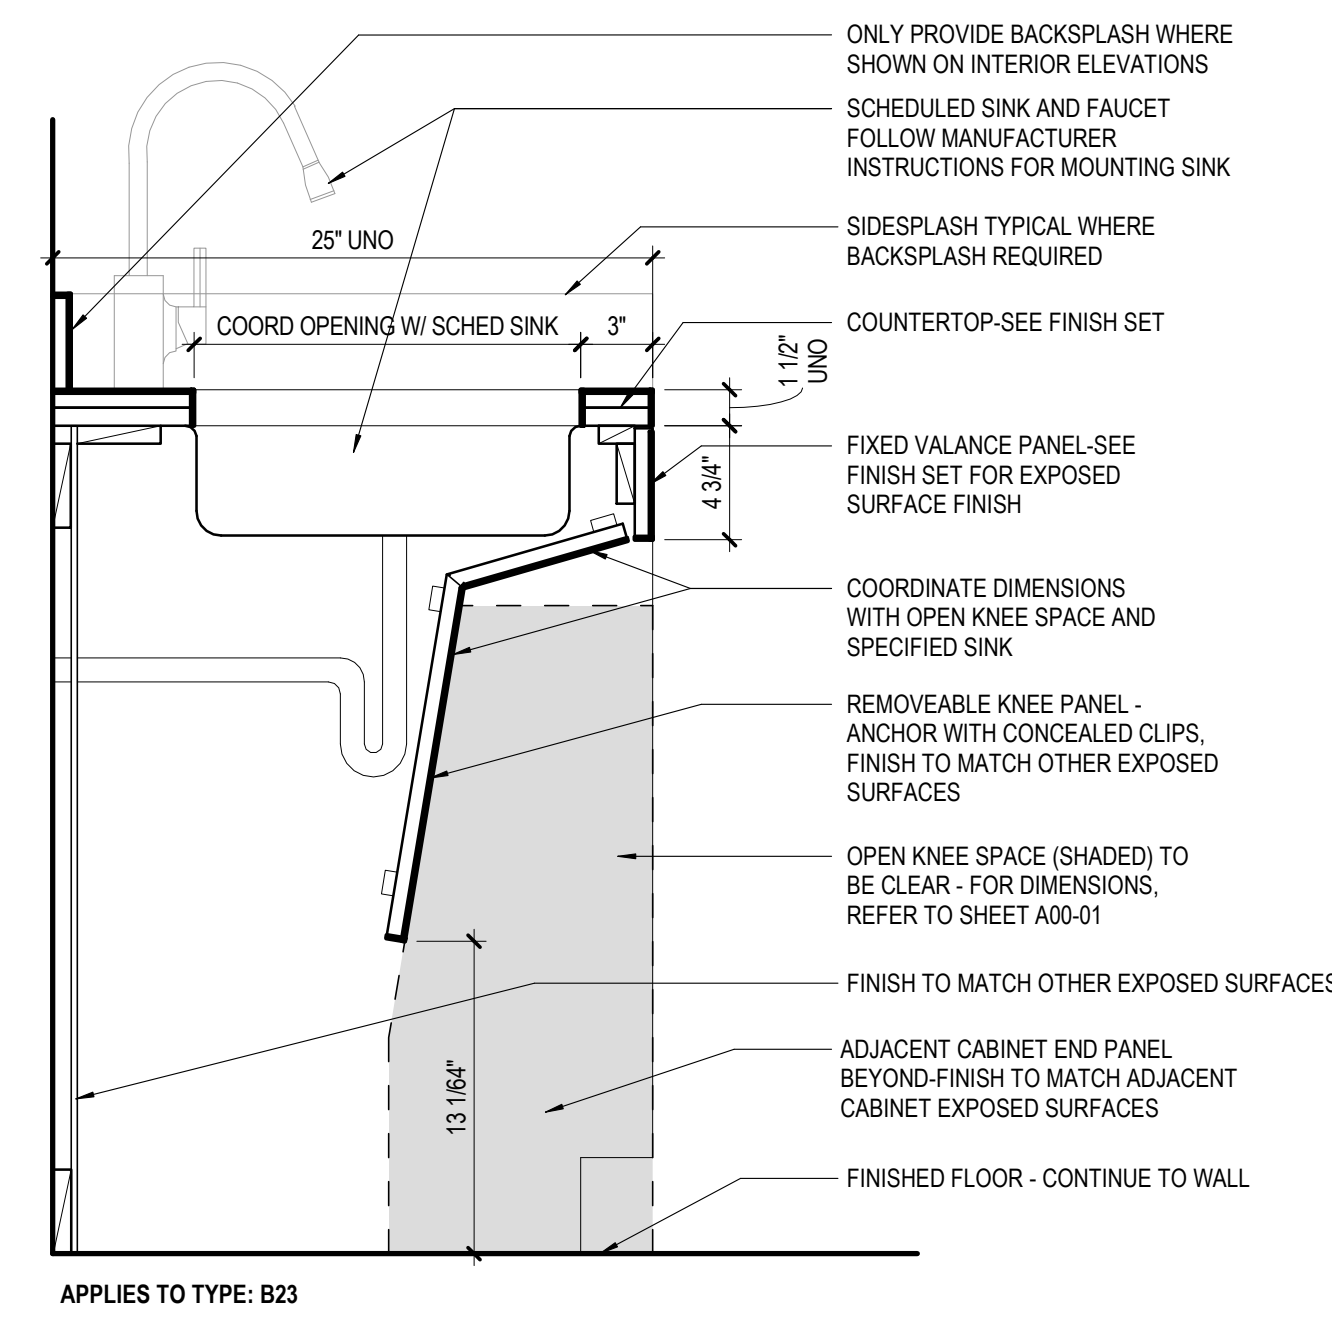 ONLY PROVIDE BACKSPLASH WHERE
SHOWN ON INTERIOR ELEVATIONS
SCHEDULED SINK AND FAUCET
FOLLOW MANUFACTURER
INSTRUCTIONS FOR MOUNTING SINK
SIDESPLASH TYPICAL WHERE
BACKSPLASH REQUIRED
25" UNO
COORD OPENING W/ SCHED SINK
3"
COUNTERTOP-SEE FINISH SET
1 1/2"
UNO
FIXED VALANCE PANEL-SEE
FINISH SET FOR EXPOSED
SURFACE FINISH
4 3/4"
COORDINATE DIMENSIONS
WITH OPEN KNEE SPACE AND
SPECIFIED SINK
REMOVEABLE KNEE PANEL -
ANCHOR WITH CONCEALED CLIPS,
FINISH TO MATCH OTHER EXPOSED
SURFACES
OPEN KNEE SPACE (SHADED) TO
BE CLEAR - FOR DIMENSIONS,
REFER TO SHEET A00-01
FINISH TO MATCH OTHER EXPOSED SURFACES
13 1/64"
ADJACENT CABINET END PANEL
BEYOND-FINISH TO MATCH ADJACENT
CABINET EXPOSED SURFACES
FINISHED FLOOR - CONTINUE TO WALL
APPLIES TO TYPE: B23